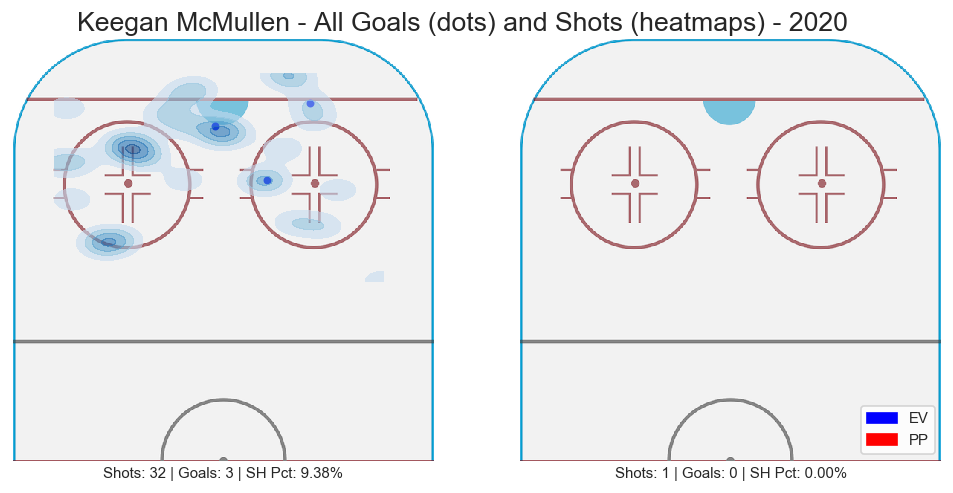 Keegan McMullen - All Goals (dots) and Shots (heatmaps) - 2020
EV
PP
Shots: 32 | Goals: 3 | SH Pct: 9.38%
Shots: 1 | Goals: 0 | SH Pct: 0.00%